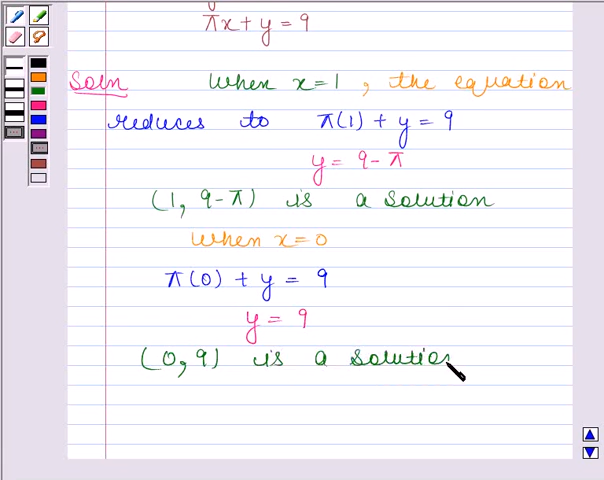 πx + y = 9
Soln When x=1, the equation
reduces to π(1) + y = 9
y = 9-π
(1, 9-π) is a solution
When x=0
π(0) + y = 9
y = 9
(0,9) is a solution